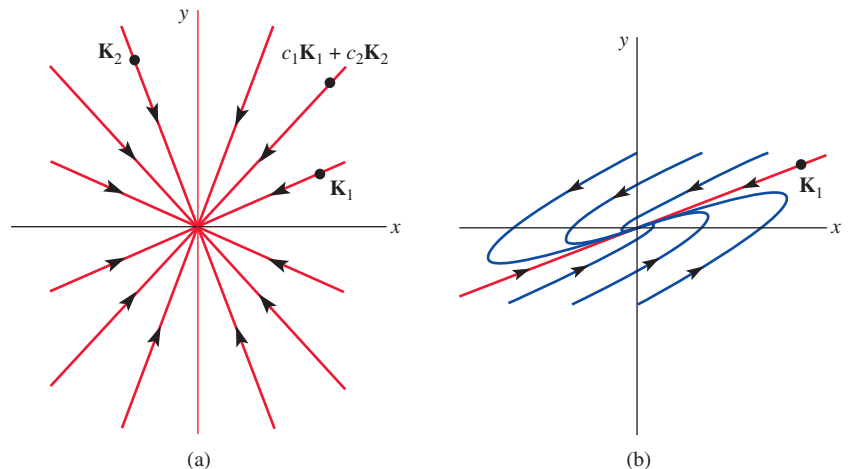 y
K₂
c₁K₁ + c₂K₂
K₁
x
(a)
y
K₁
x
(b)